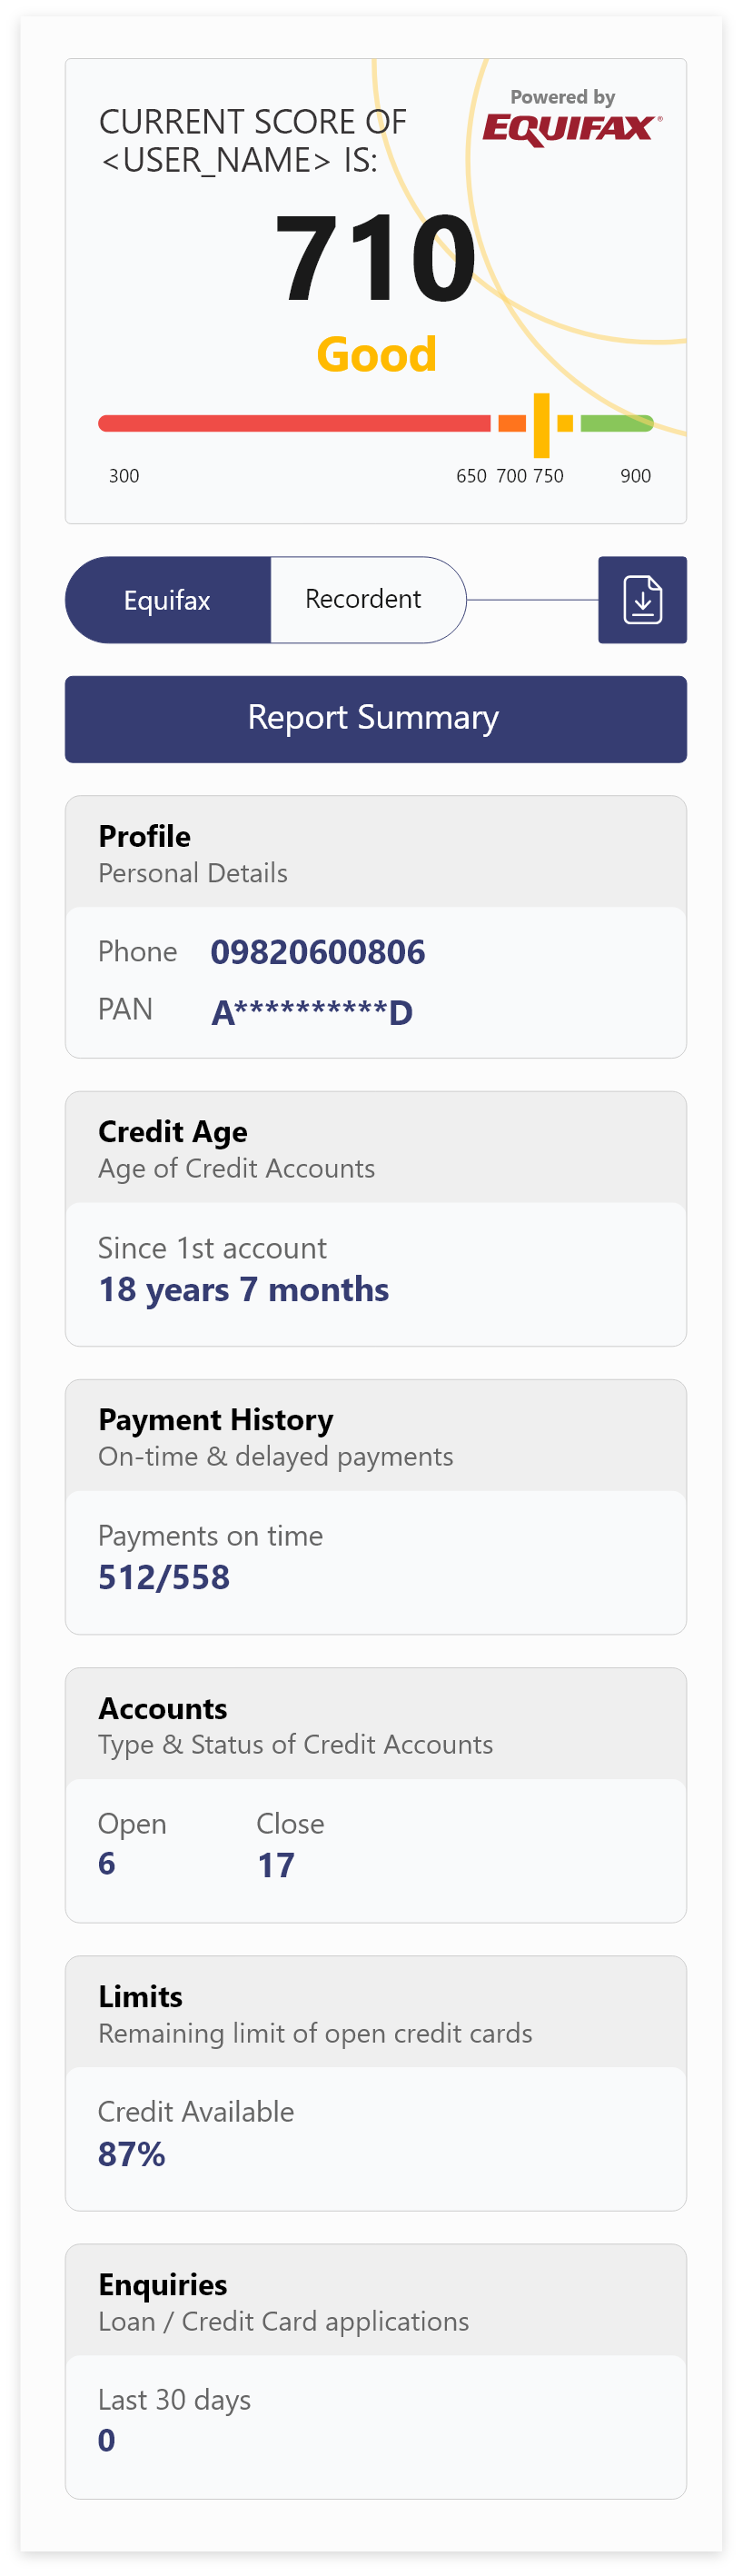 Powered by
EQUIFAX®
CURRENT SCORE OF
<USER_NAME> IS:
710
Good
300 650 700 750 900
Equifax Recordent
Report Summary
Profile
Personal Details
Phone 09820600806
PAN A**********D
Credit Age
Age of Credit Accounts
Since 1st account
18 years 7 months
Payment History
On-time & delayed payments
Payments on time
512/558
Accounts
Type & Status of Credit Accounts
Open Close
6 17
Limits
Remaining limit of open credit cards
Credit Available
87%
Enquiries
Loan / Credit Card applications
Last 30 days
0